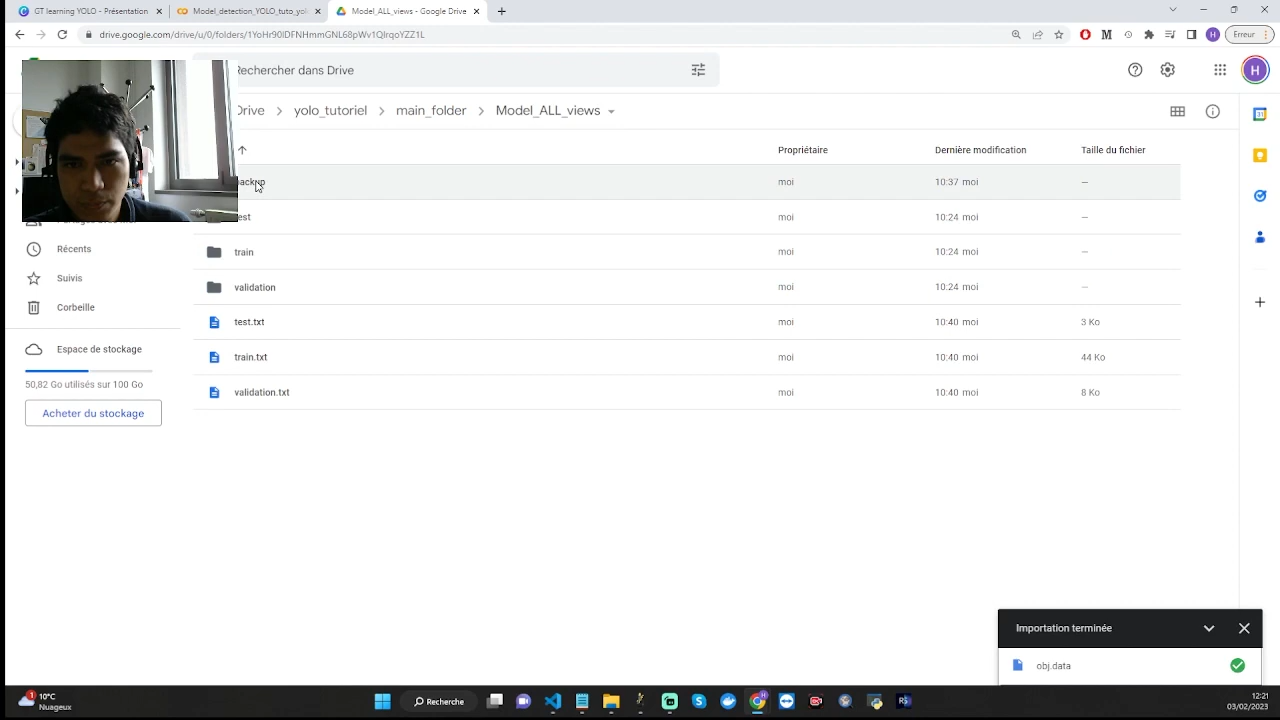 GT learning YOLO - Présentation
Model_detection_YOLO_tuto_yol
Model_ALL_views - Google Drive
drive.google.com/drive/u/0/folders/1YoHr90lDFNHmmGNL68pWv1QlrqoYZZ1L
Erreur
Rechercher dans Drive
H
Drive > yolo_tutoriel > main_folder > Model_ALL_views
Propriétaire Dernière modification Taille du fichier
backup moi 10:37 moi —
test moi 10:24 moi —
train moi 10:24 moi —
validation moi 10:24 moi —
test.txt moi 10:40 moi 3 Ko
train.txt moi 10:40 moi 44 Ko
validation.txt moi 10:40 moi 8 Ko
Récents
Suivis
Corbeille
Espace de stockage
50,82 Go utilisés sur 100 Go
Acheter du stockage
Importation terminée
obj.data
1
10°C
Nuageux
Recherche
12:21
03/02/2023